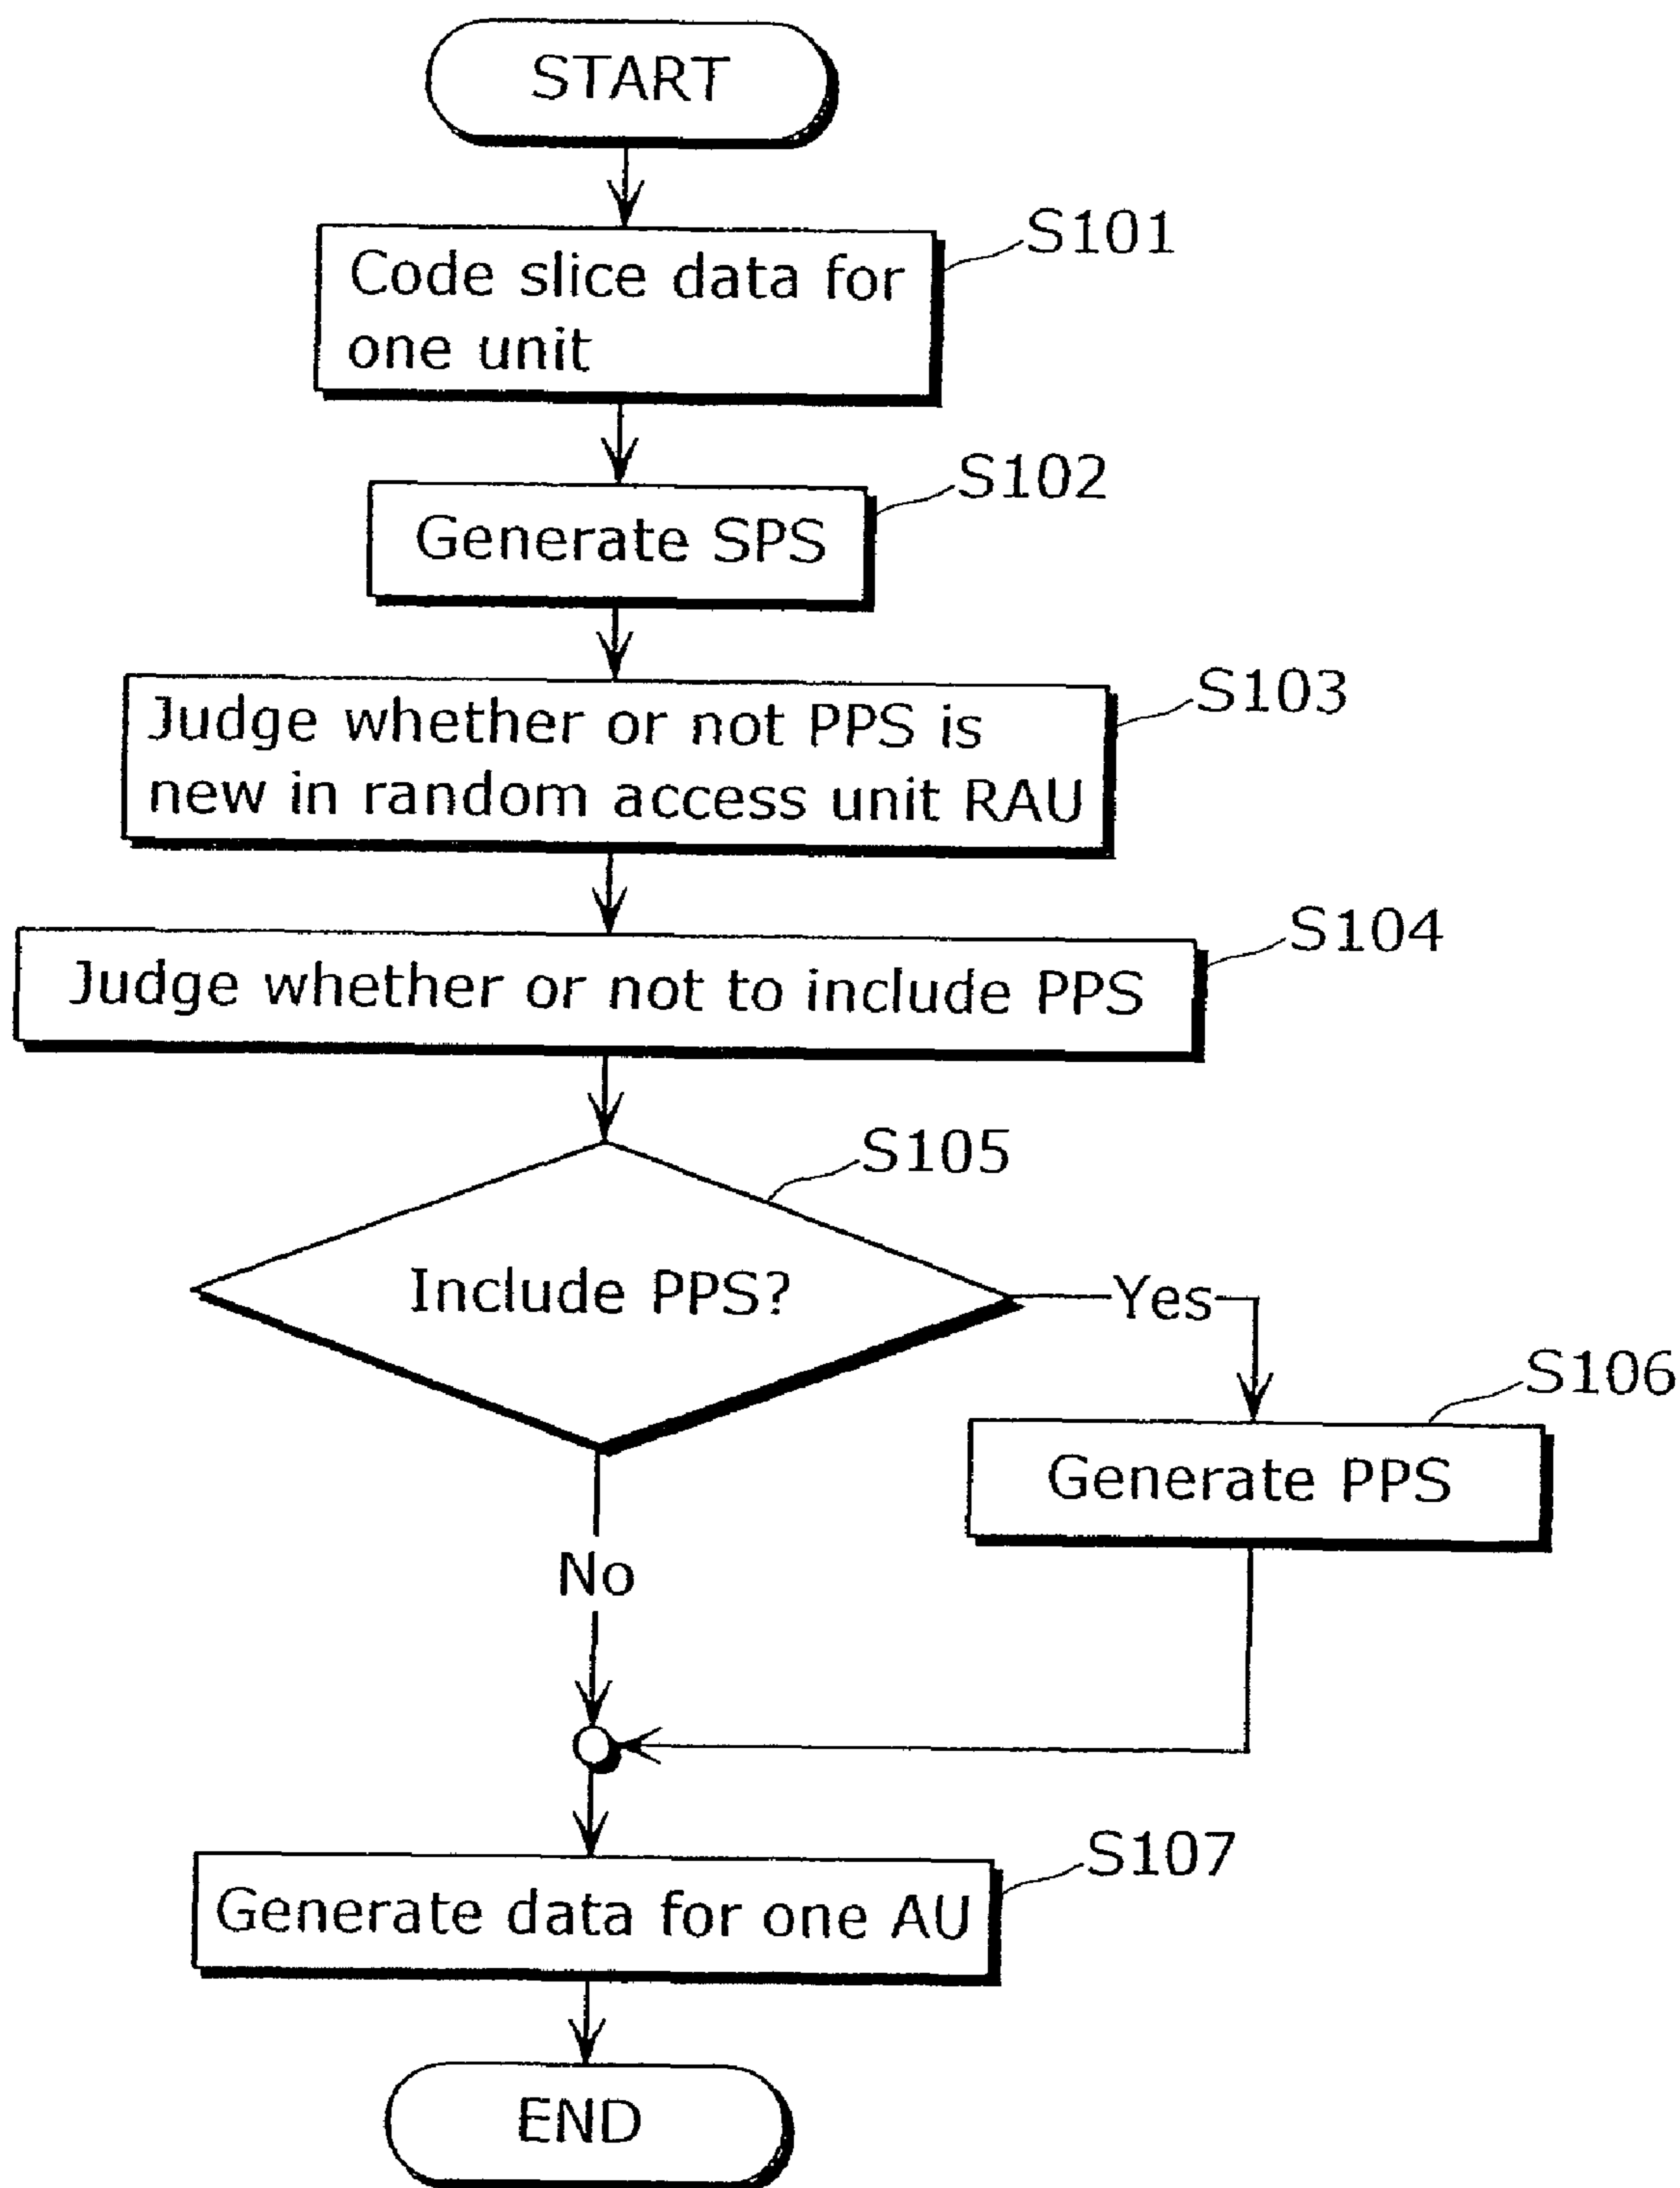 START
S101
Code slice data for
one unit
S102
Generate SPS
S103
Judge whether or not PPS is
new in random access unit RAU
S104
Judge whether or not to include PPS
S105
Include PPS?
Yes
S106
Generate PPS
No
S107
Generate data for one AU
END